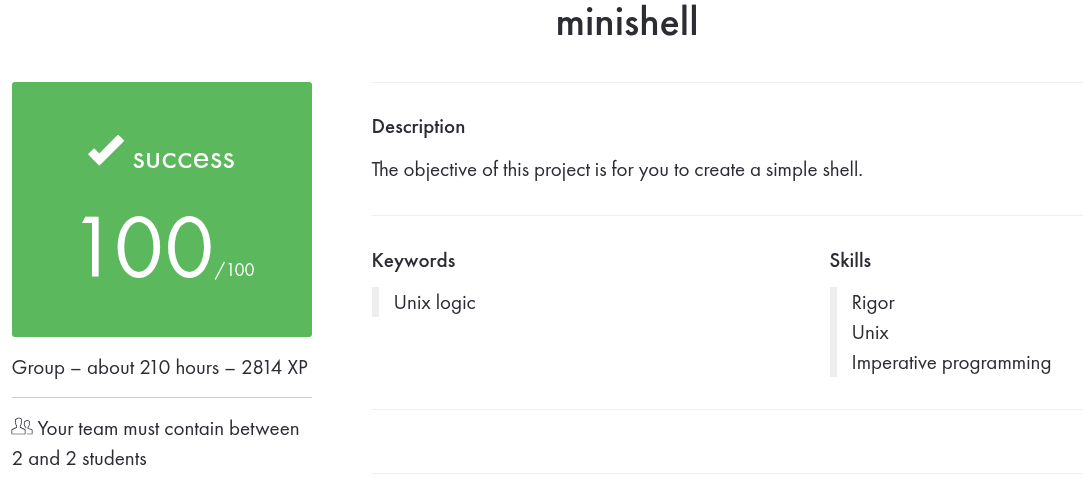 minishell
success
100/100
Group – about 210 hours – 2814 XP
Your team must contain between
2 and 2 students
Description
The objective of this project is for you to create a simple shell.
Keywords
Unix logic
Skills
Rigor
Unix
Imperative programming